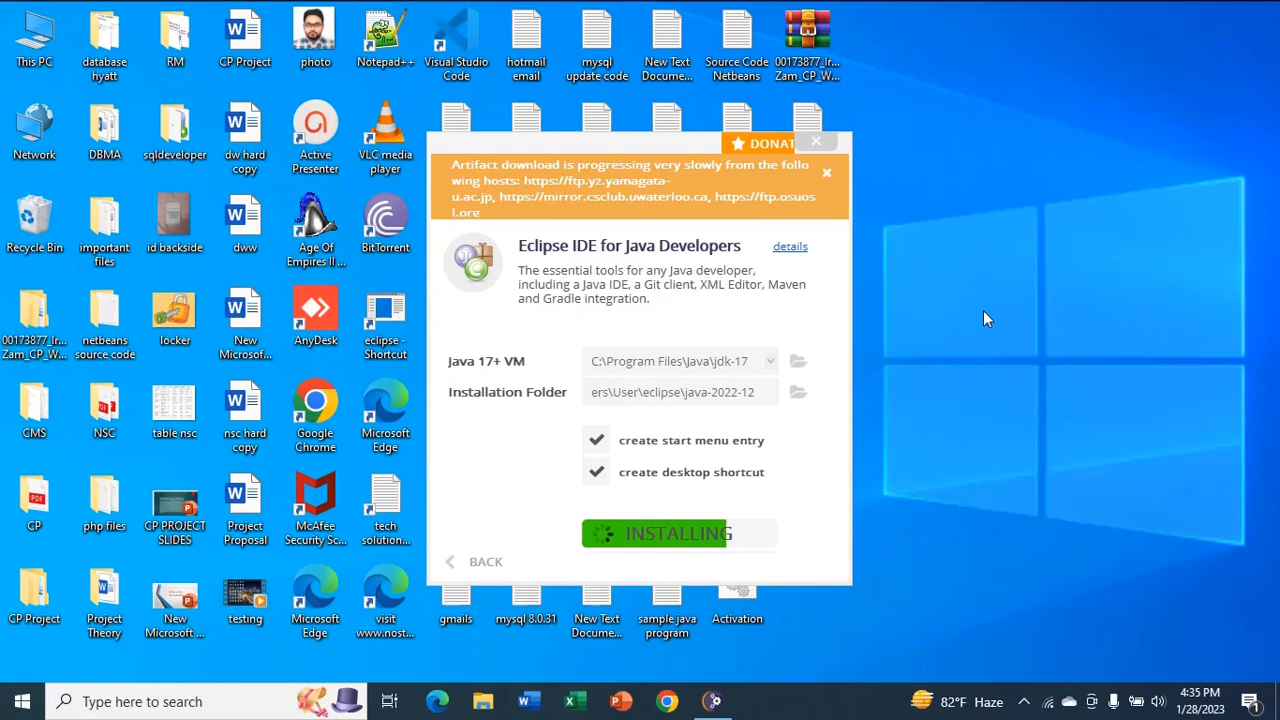 This PC
database
hyatt
RM
CP Project
photo
Notepad++
Visual Studio
Code
hotmail
email
mysql
update code
New Text
Docume...
Source Code
Netbeans
00173877_Ir...
Zam_CP_W...
Network
DBMA
sqldeveloper
dw hard
copy
Active
Presenter
VLC media
player
DONAT
Artifact download is progressing very slowly from the follo
wing hosts: https://ftp.yz.yamagata-
u.ac.jp, https://mirror.csclub.uwaterloo.ca, https://ftp.osuos
l.org
Recycle Bin
important
files
id backside
dww
Age Of
Empires II ...
BitTorrent
Eclipse IDE for Java Developers
details
The essential tools for any Java developer,
including a Java IDE, a Git client, XML Editor, Maven
and Gradle integration.
00173877_Ir...
Zam_CP_W...
netbeans
source code
locker
New
Microsof...
AnyDesk
eclipse -
Shortcut
Java 17+ VM
C:\Program Files\Java\jdk-17
Installation Folder
ers\User\eclipse\java-2022-12
create start menu entry
create desktop shortcut
INSTALLING
BACK
CMS
NSC
table nsc
nsc hard
copy
Google
Chrome
Microsoft
Edge
PDF
CP
php files
CP PROJECT
SLIDES
Project
Proposal
McAfee
Security Sc...
tech
solution...
CP Project
Project
Theory
New
Microsoft ...
testing
Microsoft
Edge
visit
www.nost...
gmails
mysql 8.0.31
New Text
Docume...
sample java
program
Activation
Type here to search
82°F Haze
4:35 PM
1/28/2023
1